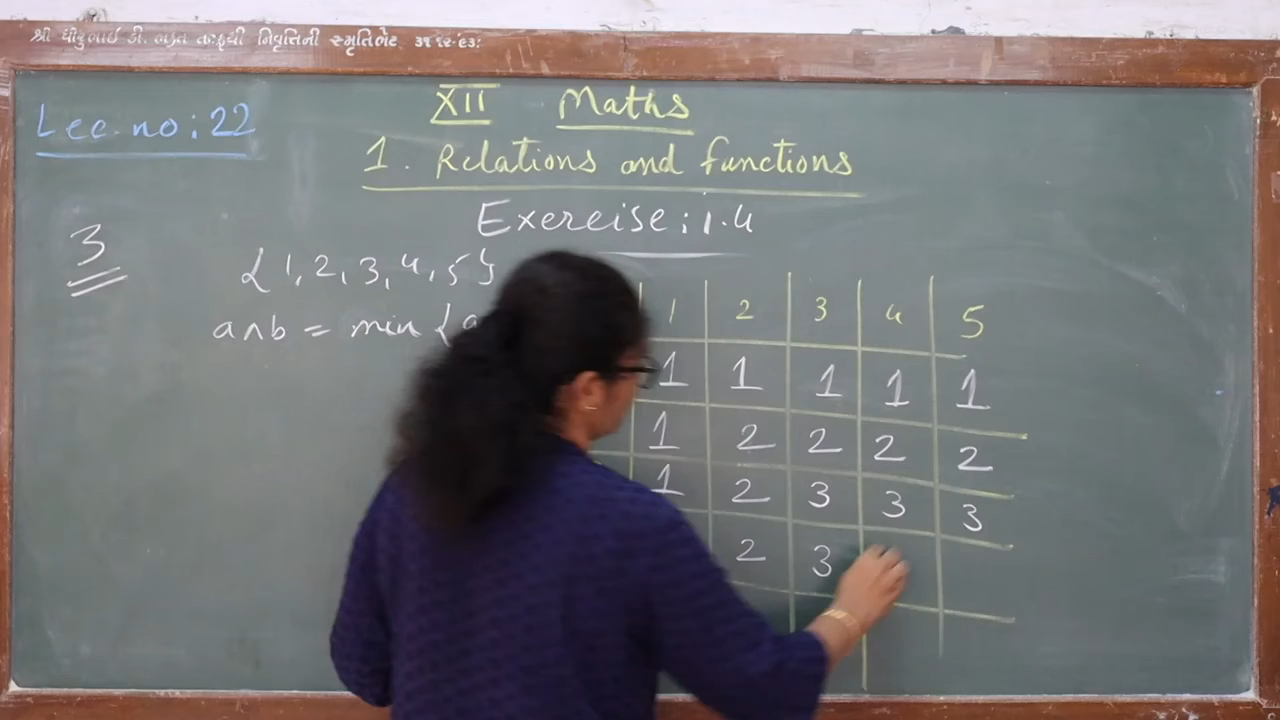 શ્રી ધીરુભાઈ ડી. ભક્ત તરફથી નિવૃત્તિની સ્મૃતિભેટ
Lec no: 22
XII Maths
1. Relations and functions
Exercise: 1.4
3
{1, 2, 3, 4, 5}
a∧b = min {a
1 2 3 4 5
1 1 1 1 1
1 2 2 2 2
1 2 3 3 3
2 3